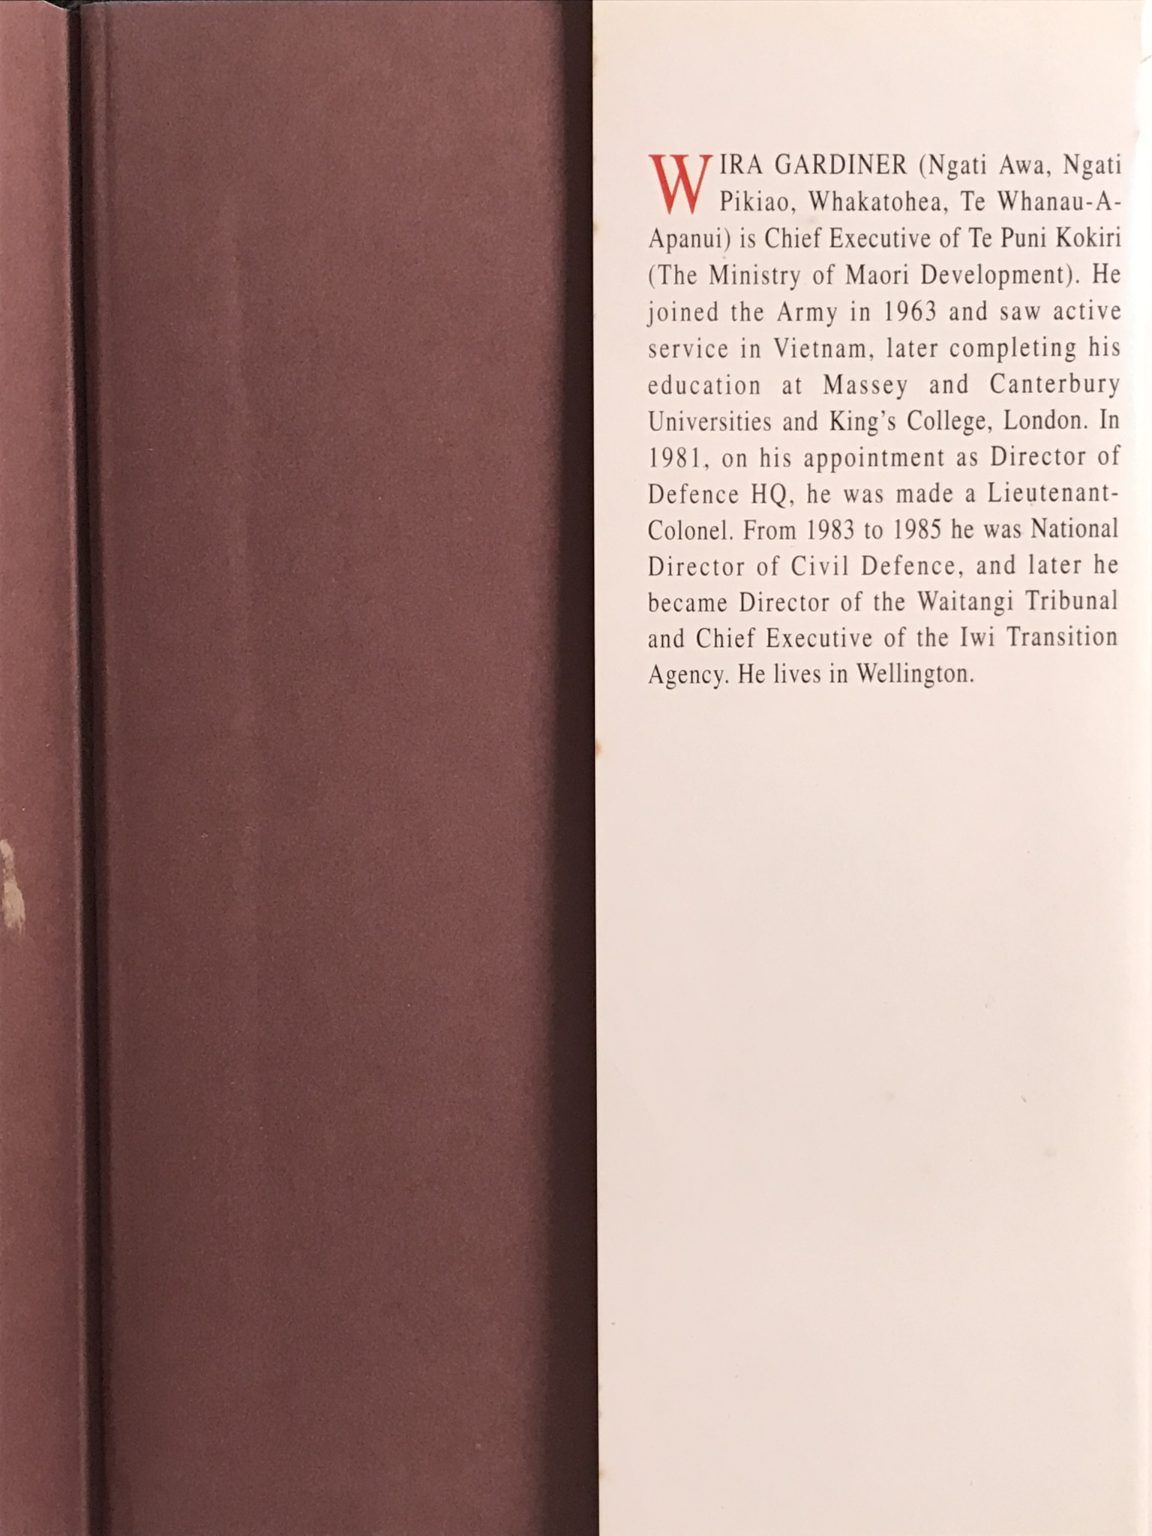 WIRA GARDINER (Ngati Awa, Ngati
Pikiao, Whakatohea, Te Whanau-A-
Apanui) is Chief Executive of Te Puni Kokiri
(The Ministry of Maori Development). He
joined the Army in 1963 and saw active
service in Vietnam, later completing his
education at Massey and Canterbury
Universities and King's College, London. In
1981, on his appointment as Director of
Defence HQ, he was made a Lieutenant-
Colonel. From 1983 to 1985 he was National
Director of Civil Defence, and later he
became Director of the Waitangi Tribunal
and Chief Executive of the Iwi Transition
Agency. He lives in Wellington.